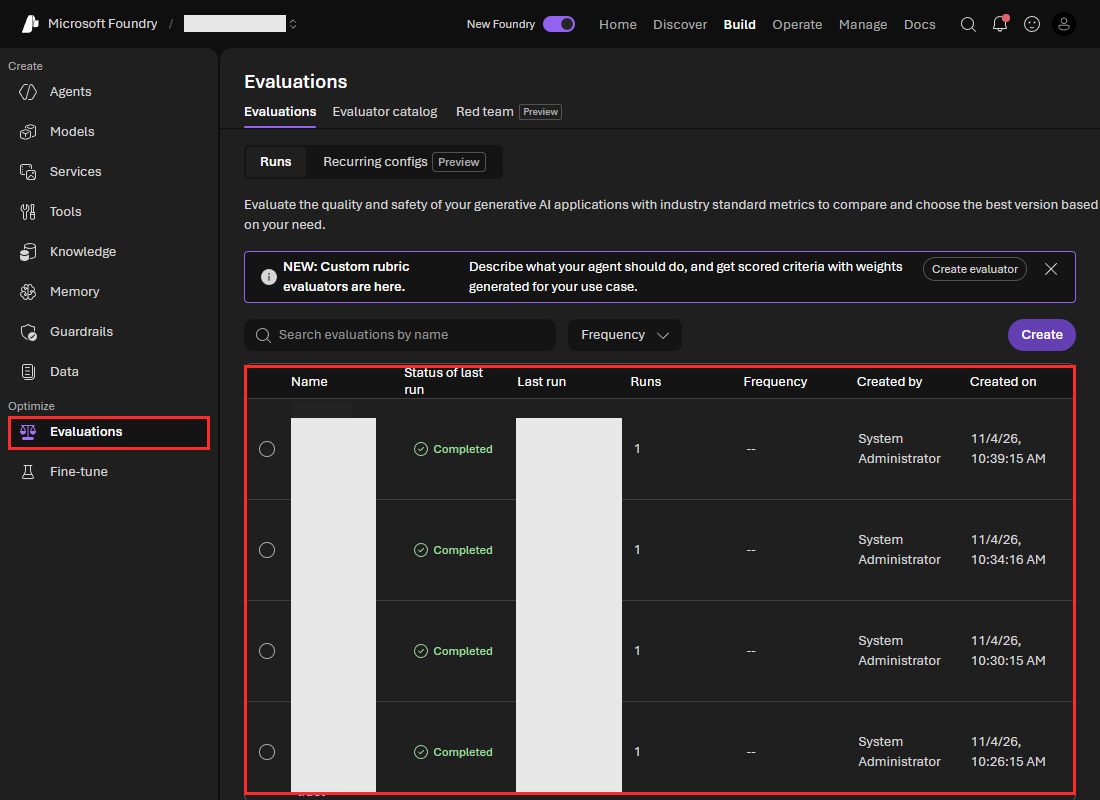 Microsoft Foundry /
New Foundry Home Discover Build Operate Manage Docs
Create
Agents
Models
Services
Tools
Knowledge
Memory
Guardrails
Data
Optimize
Evaluations
Fine-tune
Evaluations
Evaluations Evaluator catalog Red team Preview
Runs Recurring configs Preview
Evaluate the quality and safety of your generative AI applications with industry standard metrics to compare and choose the best version based
on your need.
NEW: Custom rubric
evaluators are here.
Describe what your agent should do, and get scored criteria with weights
generated for your use case.
Create evaluator
Search evaluations by name Frequency Create
Name Status of last run Last run Runs Frequency Created by Created on
Completed 1 -- System Administrator 11/4/26, 10:39:15 AM
Completed 1 -- System Administrator 11/4/26, 10:34:16 AM
Completed 1 -- System Administrator 11/4/26, 10:30:15 AM
Completed 1 -- System Administrator 11/4/26, 10:26:15 AM